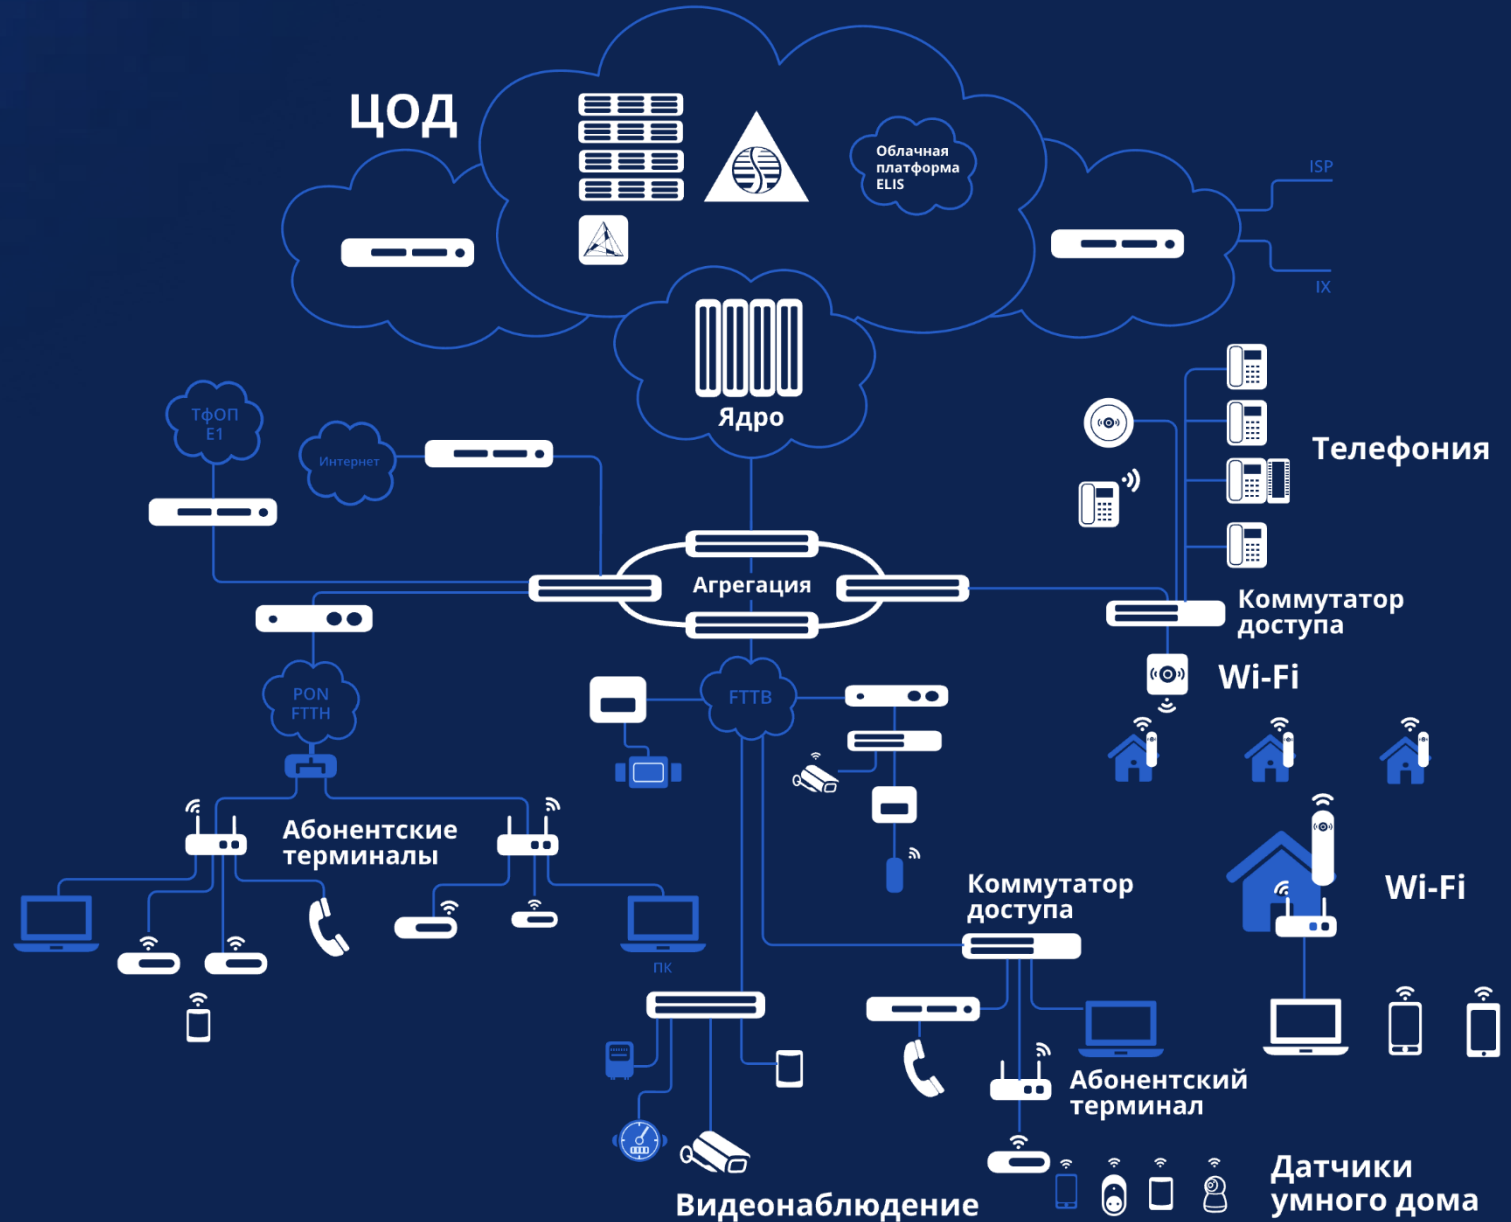 ЦОД
Облачная
платформа
ELIS
ISP
IX
Ядро
ТфОП
E1
Интернет
Телефония
Агрегация
Коммутатор
доступа
Wi-Fi
PON
FTTH
FTTB
Абонентские
терминалы
Коммутатор
доступа
Wi-Fi
ПК
Абонентский
терминал
Видеонаблюдение
Датчики
умного дома